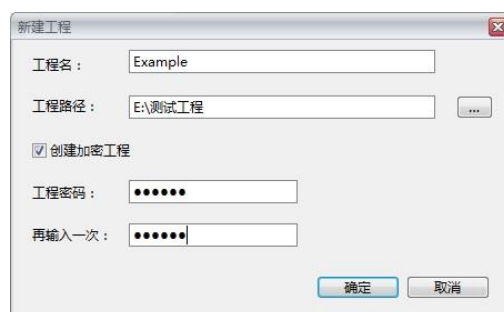 新建工程
工程名： Example
工程路径： E:\测试工程 ...
创建加密工程
工程密码： ●●●●●●
再输入一次： ●●●●●●
确定 取消